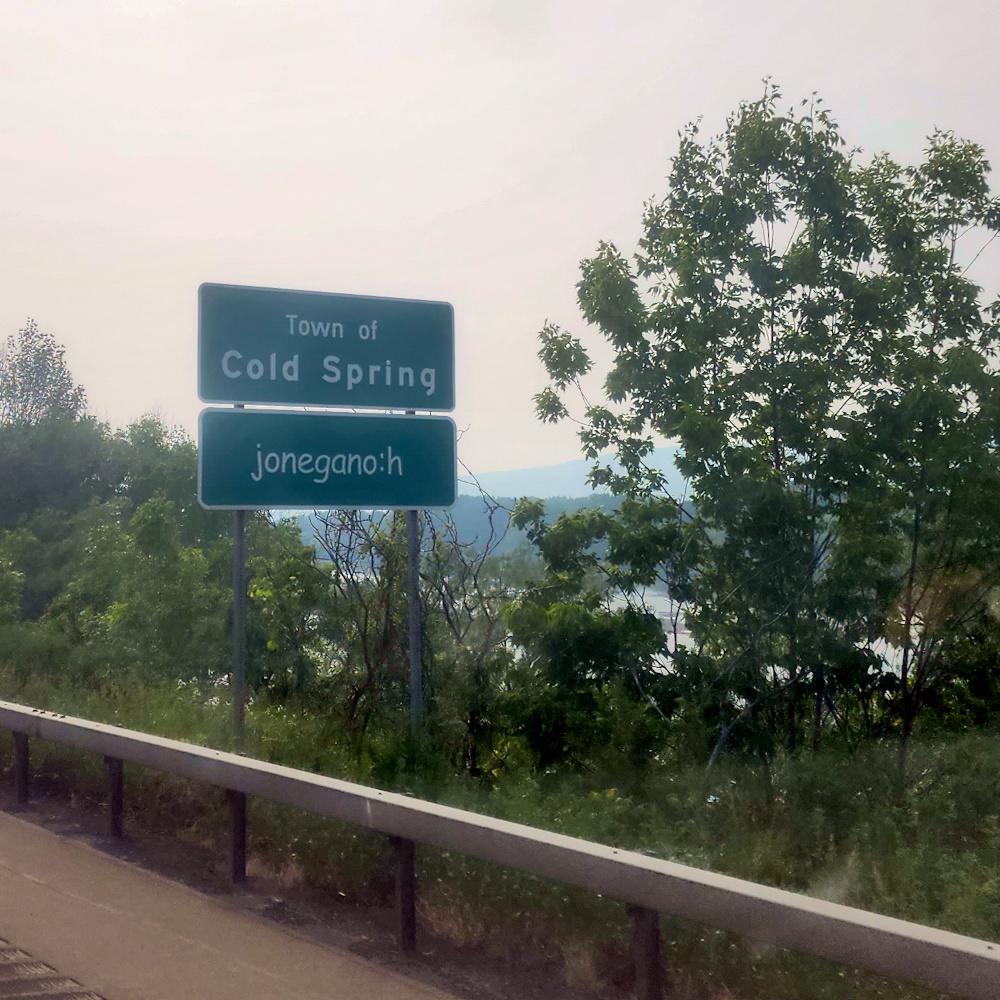 Town of
Cold Spring
jonegano:h